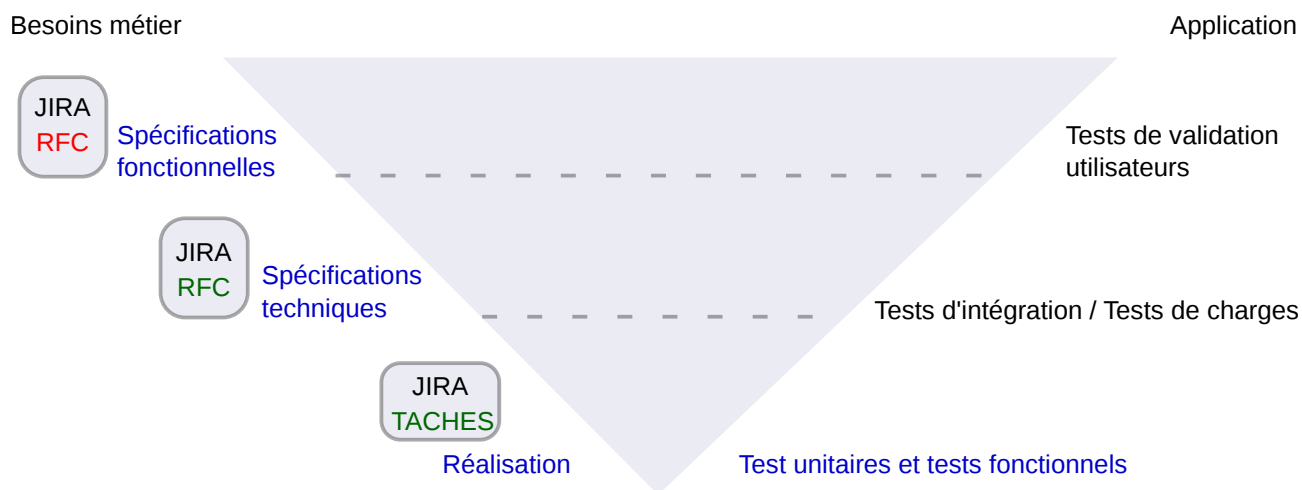 Besoins métier
Application
JIRA
RFC
Spécifications
fonctionnelles
Tests de validation
utilisateurs
JIRA
RFC
Spécifications
techniques
Tests d'intégration / Tests de charges
JIRA
TACHES
Réalisation
Test unitaires et tests fonctionnels